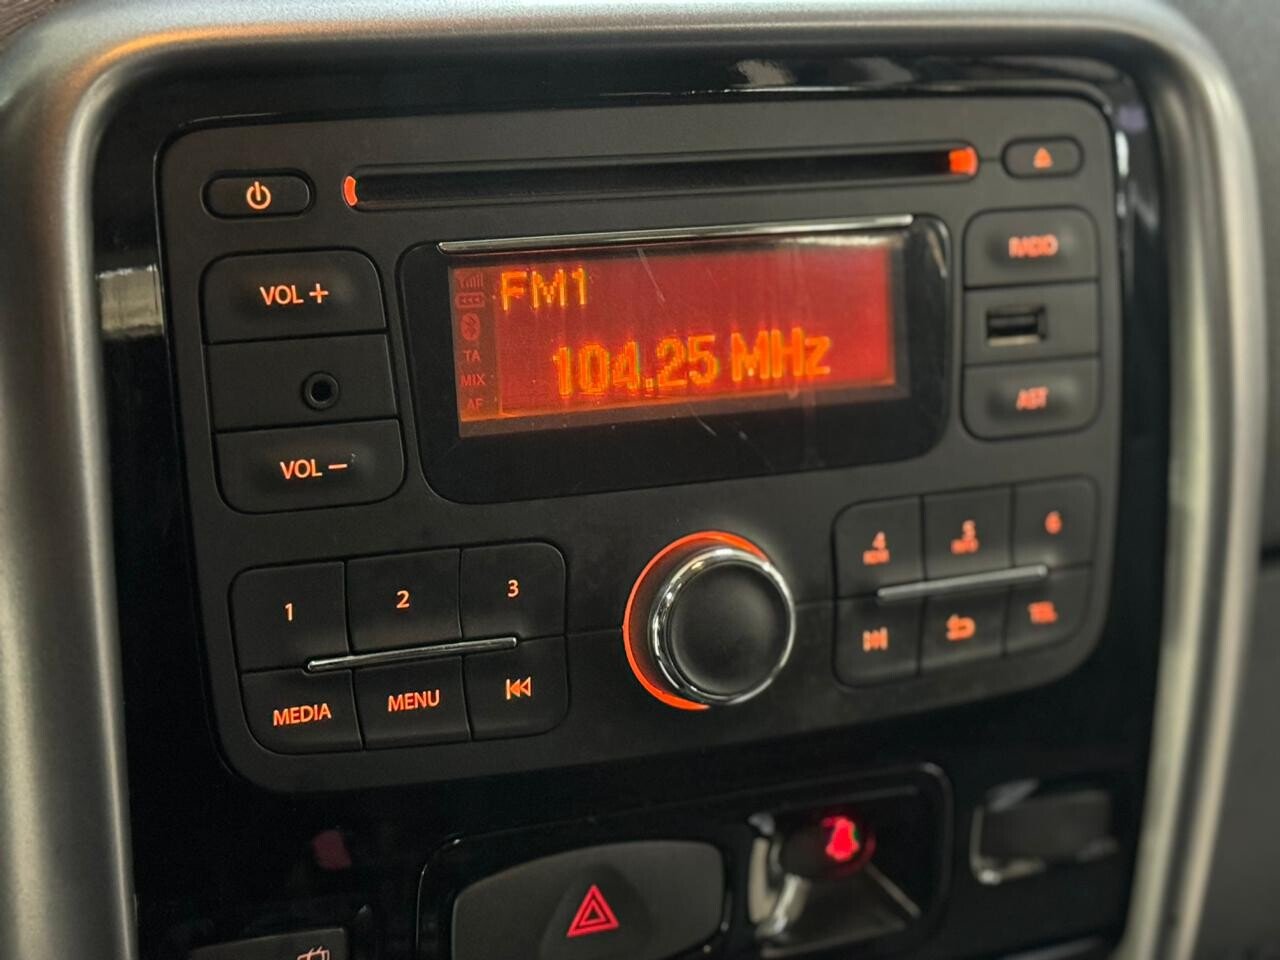 VOL +
VOL −
FM1
104.25 MHz
TA
MIX
AF
RADIO
AST
1
2
3
MEDIA
MENU
4
5
6
TEL